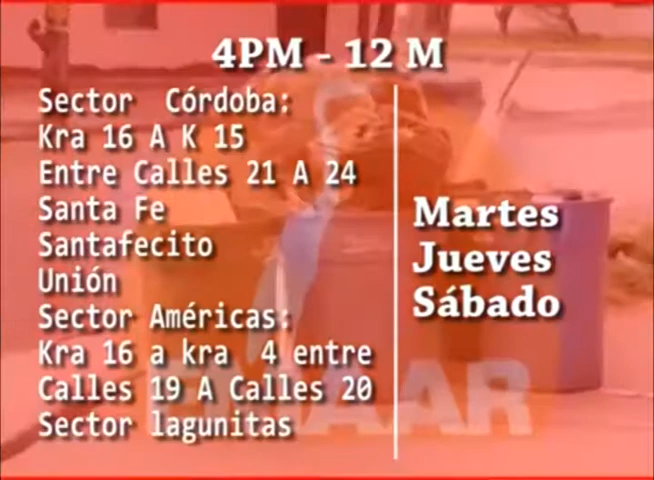 4PM - 12 M
Sector Córdoba:
Kra 16 A K 15
Entre Calles 21 A 24
Santa Fe
Santafecito
Unión
Sector Américas:
Kra 16 a kra 4 entre
Calles 19 A Calles 20
Sector lagunitas
Martes
Jueves
Sábado